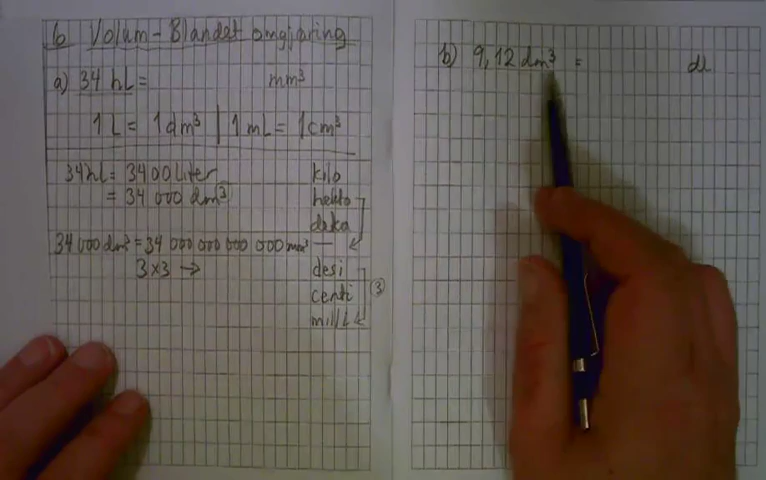 6 Volum - Blandet omgjøring
a) 34 hL = mm³
1 L = 1 dm³ | 1 mL = 1 cm³
34 hL = 3400 Liter
= 34 000 dm³
34 000 dm³ = 34 000 000 000 000 mm³
3x3 →
kilo
hekto
deka
—
desi
centi
milli
③
b) 9,12 dm³ = dl